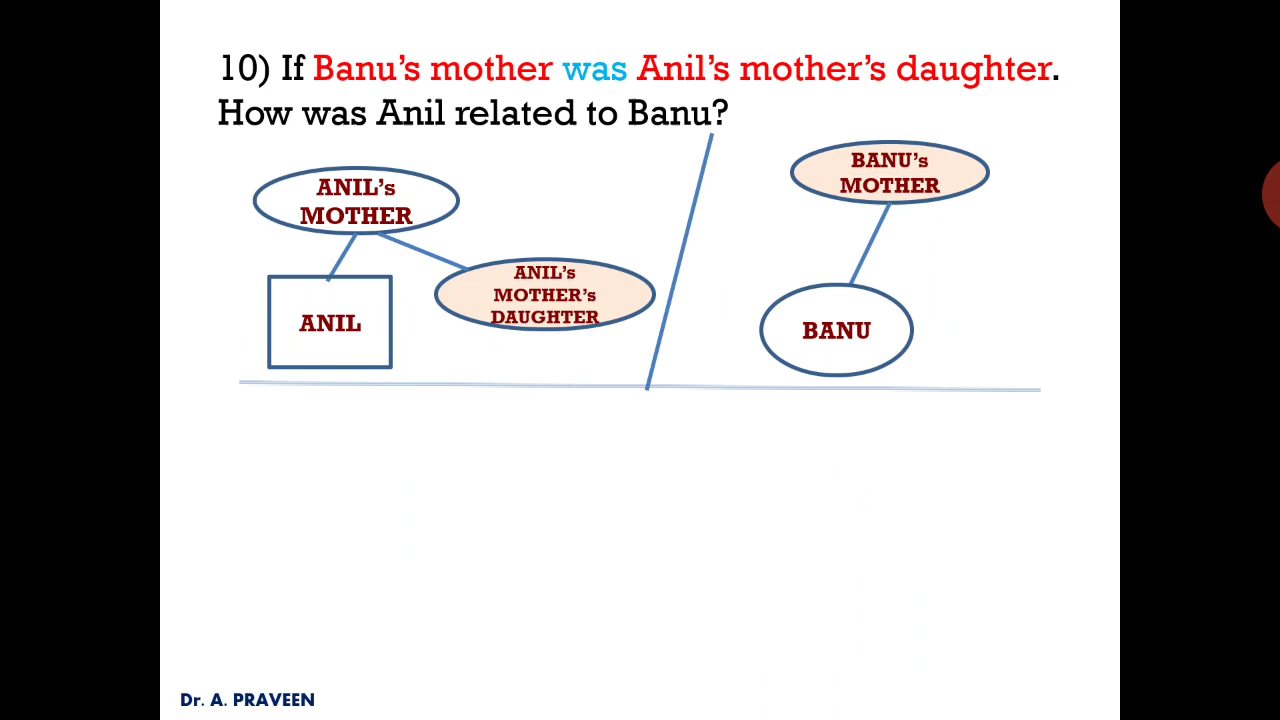 10) If Banu’s mother was Anil’s mother’s daughter.
How was Anil related to Banu?
ANIL’s
MOTHER
ANIL
ANIL’s
MOTHER’s
DAUGHTER
BANU’s
MOTHER
BANU
Dr. A. PRAVEEN